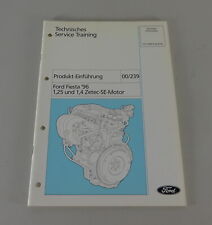 Technisches
Service Training
Produkt-Einführung 00/239
Ford Fiesta '96
1,25 und 1,4 Zetec-SE-Motor
Ford